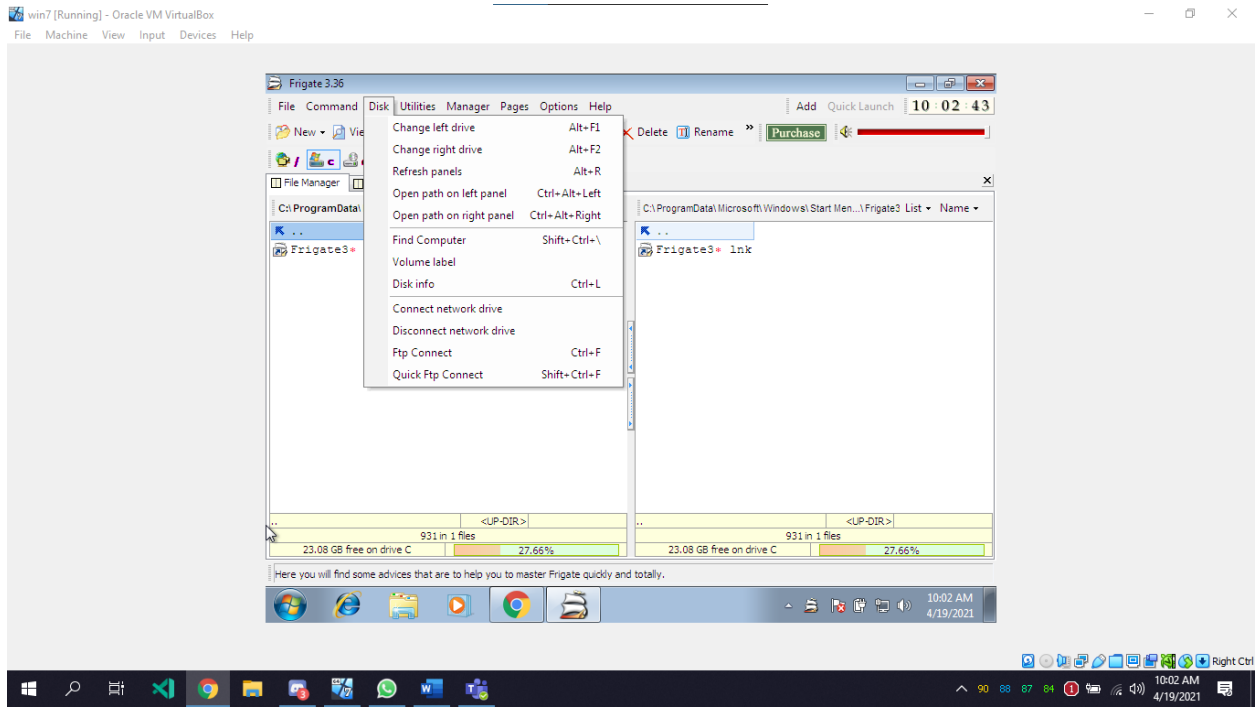 win7 [Running] - Oracle VM VirtualBox
File Machine View Input Devices Help
Frigate 3.36
File Command Disk Utilities Manager Pages Options Help
Add Quick Launch 10:02:43
New Vie
Delete Rename » Purchase
/ c
File Manager
C:\ProgramData\
C:\ProgramData\Microsoft\Windows\Start Men...\Frigate3 List Name
Change left drive Alt+F1
Change right drive Alt+F2
Refresh panels Alt+R
Open path on left panel Ctrl+Alt+Left
Open path on right panel Ctrl+Alt+Right
Find Computer Shift+Ctrl+\
Volume label
Disk info Ctrl+L
Connect network drive
Disconnect network drive
Ftp Connect Ctrl+F
Quick Ftp Connect Shift+Ctrl+F
..
Frigate3*
..
Frigate3* lnk
.. <UP-DIR>
931 in 1 files
23.08 GB free on drive C 27.66%
.. <UP-DIR>
931 in 1 files
23.08 GB free on drive C 27.66%
Here you will find some advices that are to help you to master Frigate quickly and totally.
10:02 AM
4/19/2021
Right Ctrl
90 88 87 84 1
10:02 AM
4/19/2021